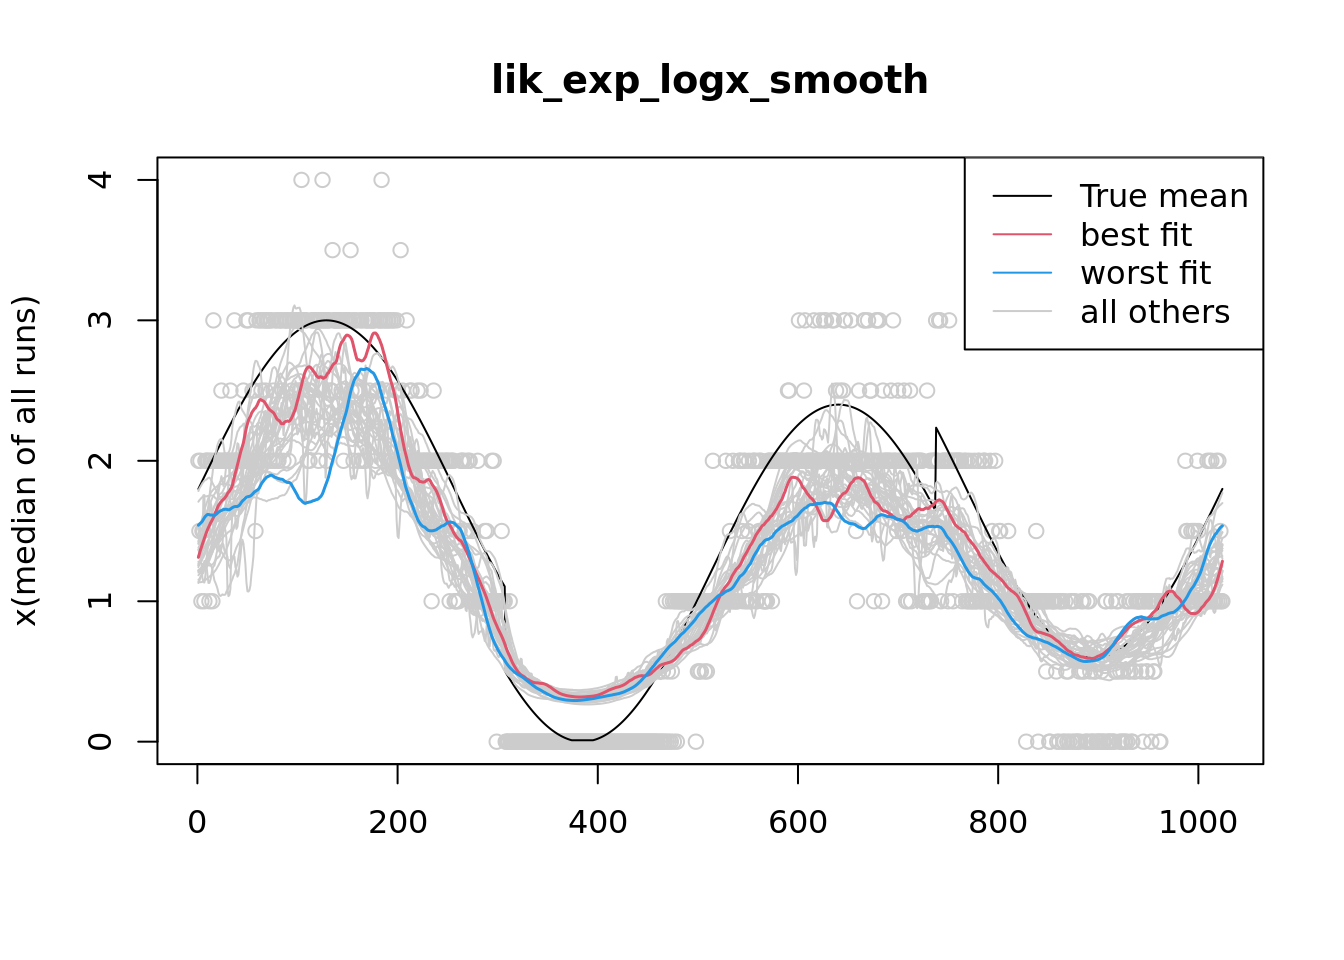 lik_exp_logx_smooth
x(median of all runs)
4
3
2
1
0
True mean
best fit
worst fit
all others
0 200 400 600 800 1000